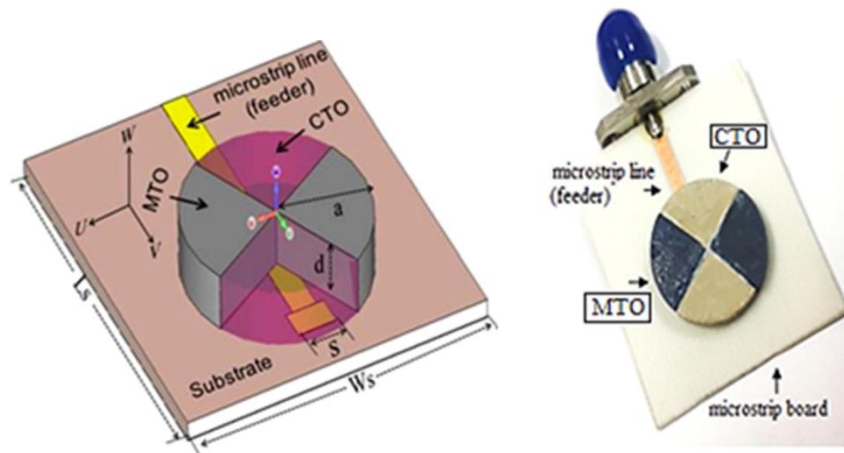 microstrip line
(feeder)
CTO
MTO
W
U
V
a
d
S
Substrate
Ls
Ws
CTO
microstrip line
(feeder)
MTO
microstrip board